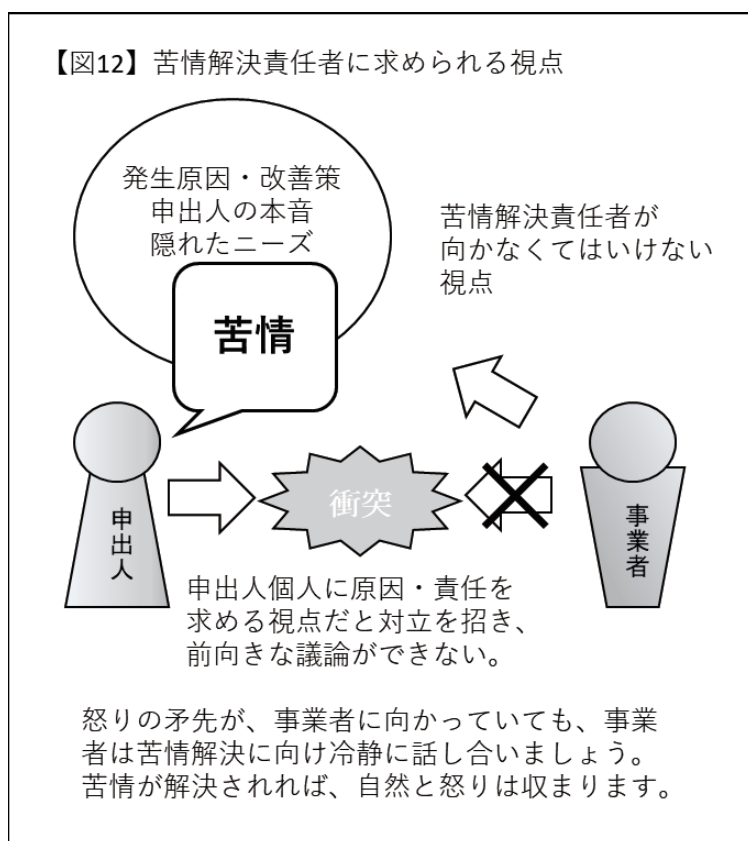 【図12】苦情解決責任者に求められる視点
発生原因・改善策
申出人の本音
隠れたニーズ
苦情解決責任者が
向かなくてはいけない
視点
苦情
衝突
申出人
事業者
申出人個人に原因・責任を
求める視点だと対立を招き、
前向きな議論ができない。
怒りの矛先が、事業者に向かっていても、事業
者は苦情解決に向け冷静に話し合いましょう。
苦情が解決されれば、自然と怒りは収まります。